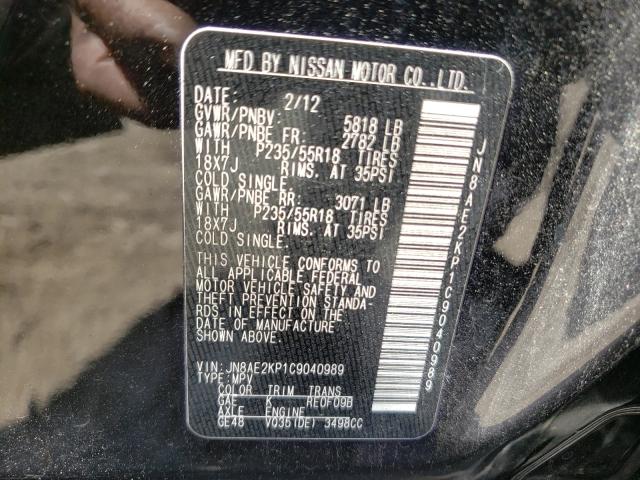 MFD BY NISSAN MOTOR CO.,LTD.
DATE: 2/12
GVWR/PNBV: 5818 LB
GAWR/PNBE FR: 2782 LB
WITH P235/55R18 TIRES
18X7J RIMS. AT 35PSI
COLD SINGLE.
GAWR/PNBE RR: 3071 LB
WITH P235/55R18 TIRES
18X7J RIMS. AT 35PSI
COLD SINGLE.
THIS VEHICLE CONFORMS TO
ALL APPLICABLE FEDERAL
MOTOR VEHICLE SAFETY AND
THEFT PREVENTION STANDA-
RDS IN EFFECT ON THE
DATE OF MANUFACTURE
SHOWN ABOVE.
VIN: JN8AE2KP1C9040989
TYPE: MPV
COLOR TRIM TRANS
GAE K RE0F09B
AXLE ENGINE
GE48 VQ35(DE) 3498CC
JN8AE2KP1C9040989